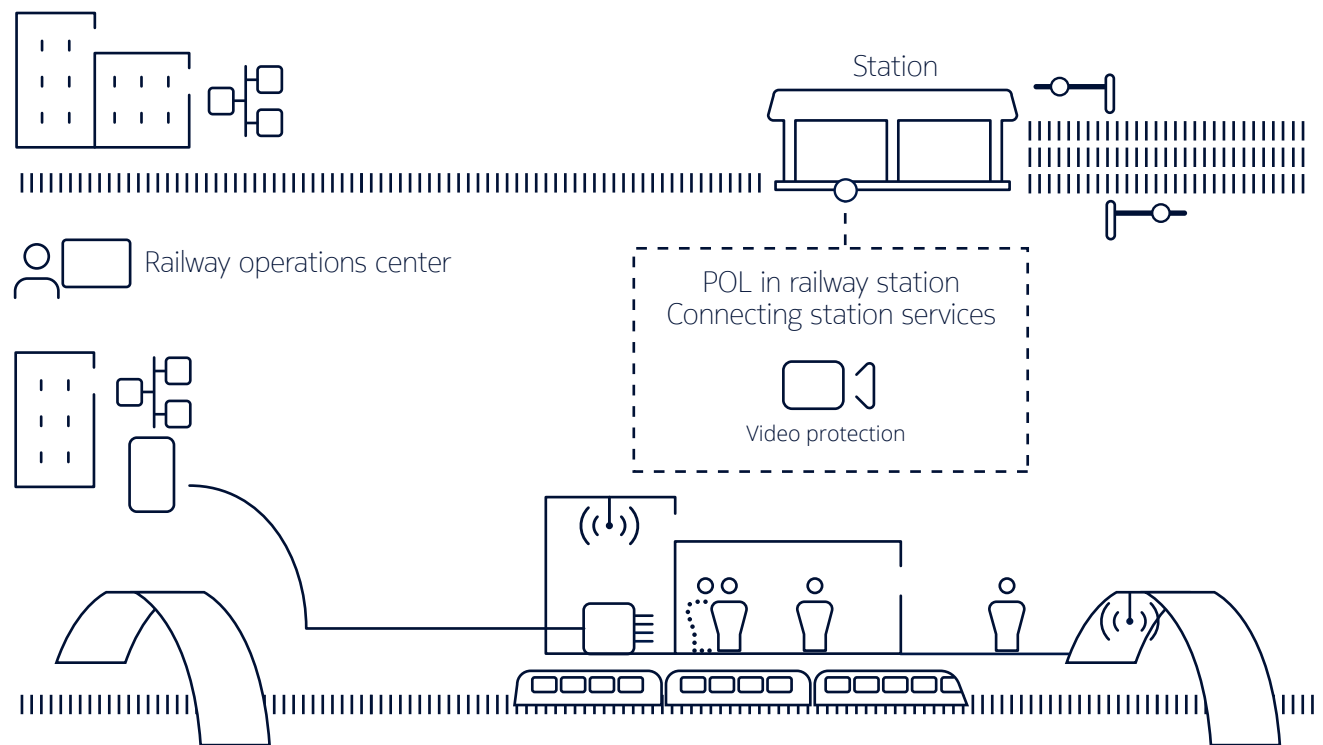 Station
Railway operations center
POL in railway station
Connecting station services
Video protection